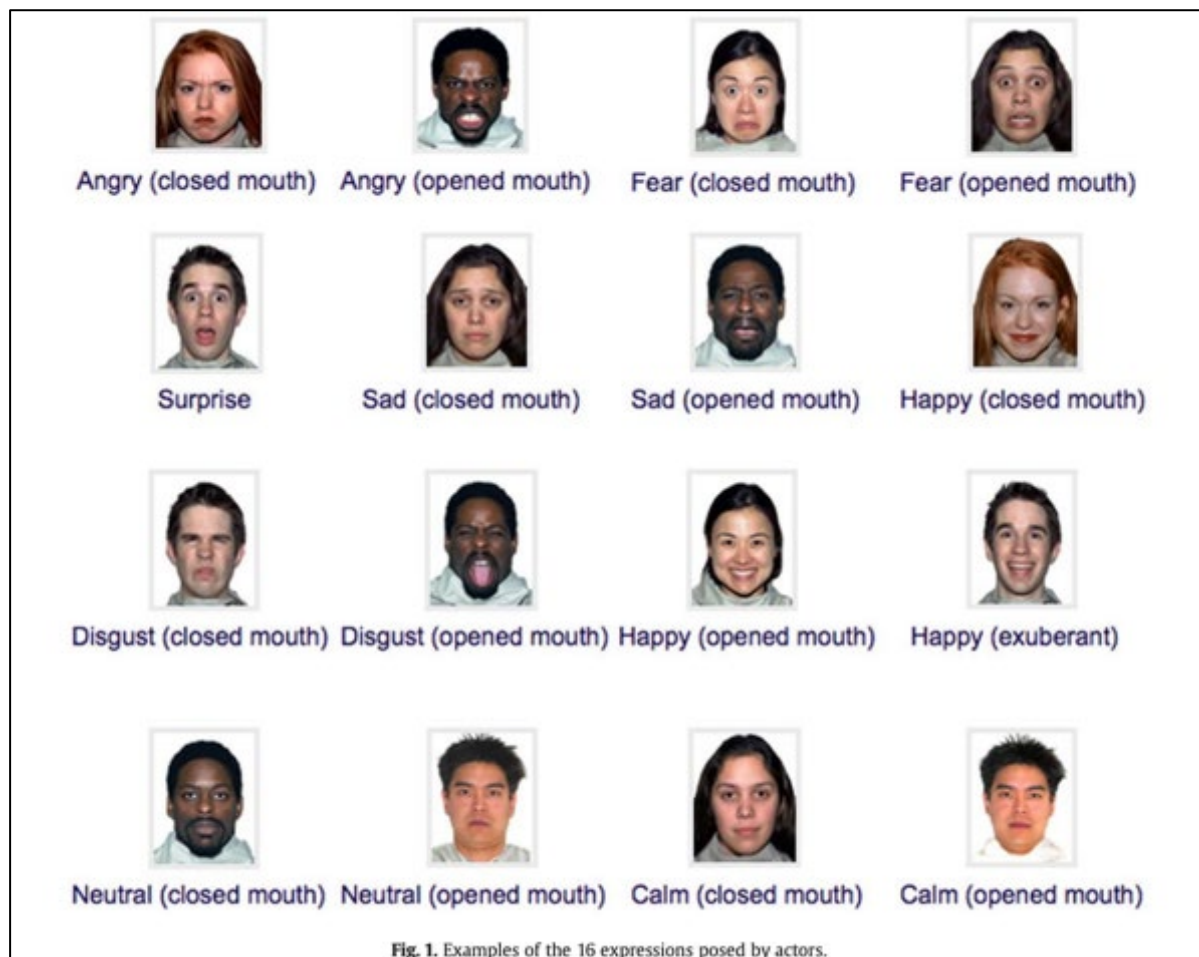 Angry (closed mouth) Angry (opened mouth) Fear (closed mouth) Fear (opened mouth)
Surprise Sad (closed mouth) Sad (opened mouth) Happy (closed mouth)
Disgust (closed mouth) Disgust (opened mouth) Happy (opened mouth) Happy (exuberant)
Neutral (closed mouth) Neutral (opened mouth) Calm (closed mouth) Calm (opened mouth)
Fig. 1. Examples of the 16 expressions posed by actors.